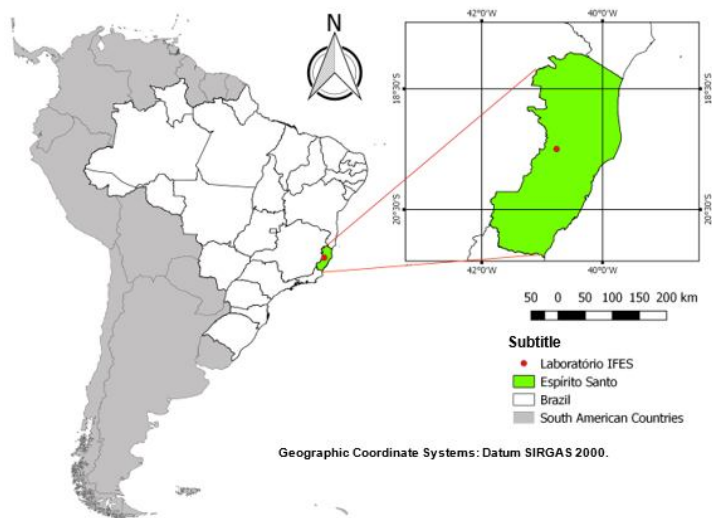 42°0'W 40°0'W
18°30'S 18°30'S
20°30'S 20°30'S
42°0'W 40°0'W
50 0 50 100 150 200 km
Subtitle
Laboratório IFES
Espírito Santo
Brazil
South American Countries
Geographic Coordinate Systems: Datum SIRGAS 2000.